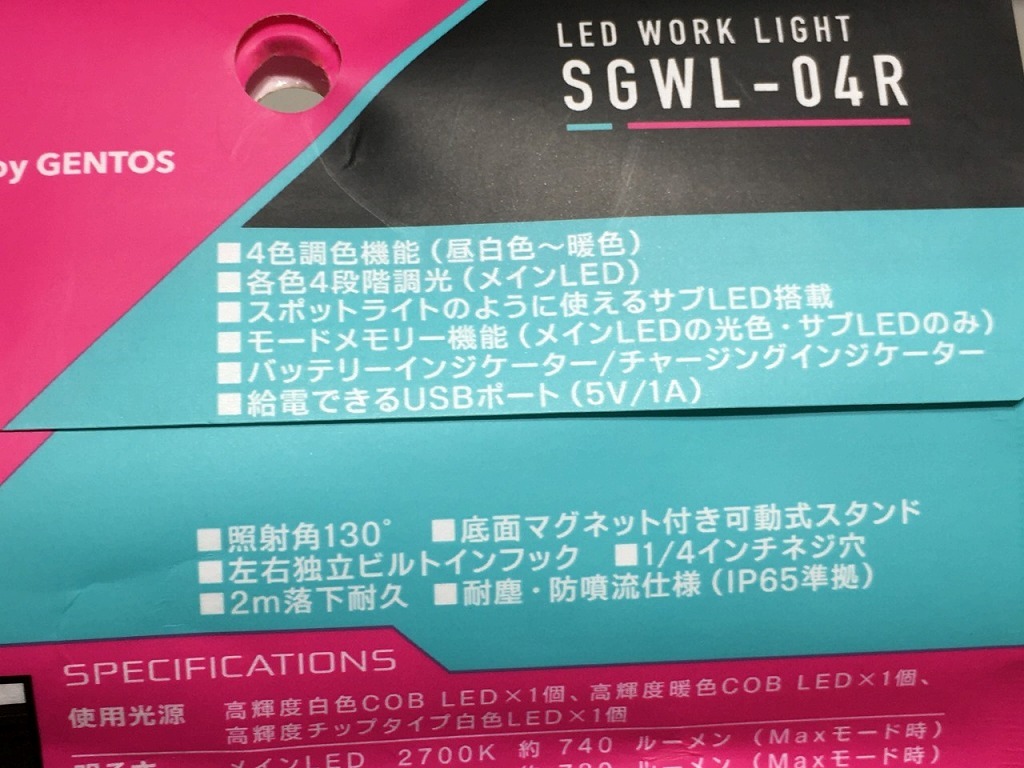 LED WORK LIGHT
SGWL-04R
by GENTOS
■4色調色機能（昼白色～暖色）
■各色4段階調光（メインLED）
■スポットライトのように使えるサブLED搭載
■モードメモリー機能（メインLEDの光色・サブLEDのみ）
■バッテリーインジケーター/チャージングインジケーター
■給電できるUSBポート（5V/1A）
■照射角130° ■底面マグネット付き可動式スタンド
■左右独立ビルトインフック ■1/4インチネジ穴
■2m落下耐久 ■耐塵・防噴流仕様（IP65準拠）
SPECIFICATIONS
使用光源 高輝度白色COB LED×1個、高輝度暖色COB LED×1個、
高輝度チップタイプ白色LED×1個
メインLED 2700K 約 740 ルーメン（Maxモード時）
ルーメン（Maxモード時）